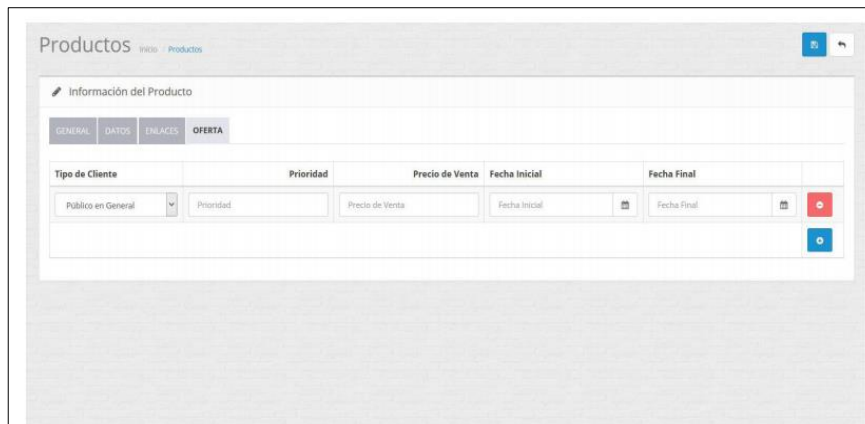 Productos Inicio / Productos
Información del Producto
GENERAL DATOS ENLACES OFERTA
Tipo de Cliente Prioridad Precio de Venta Fecha Inicial Fecha Final
Público en General Prioridad Precio de Venta Fecha Inicial Fecha Final